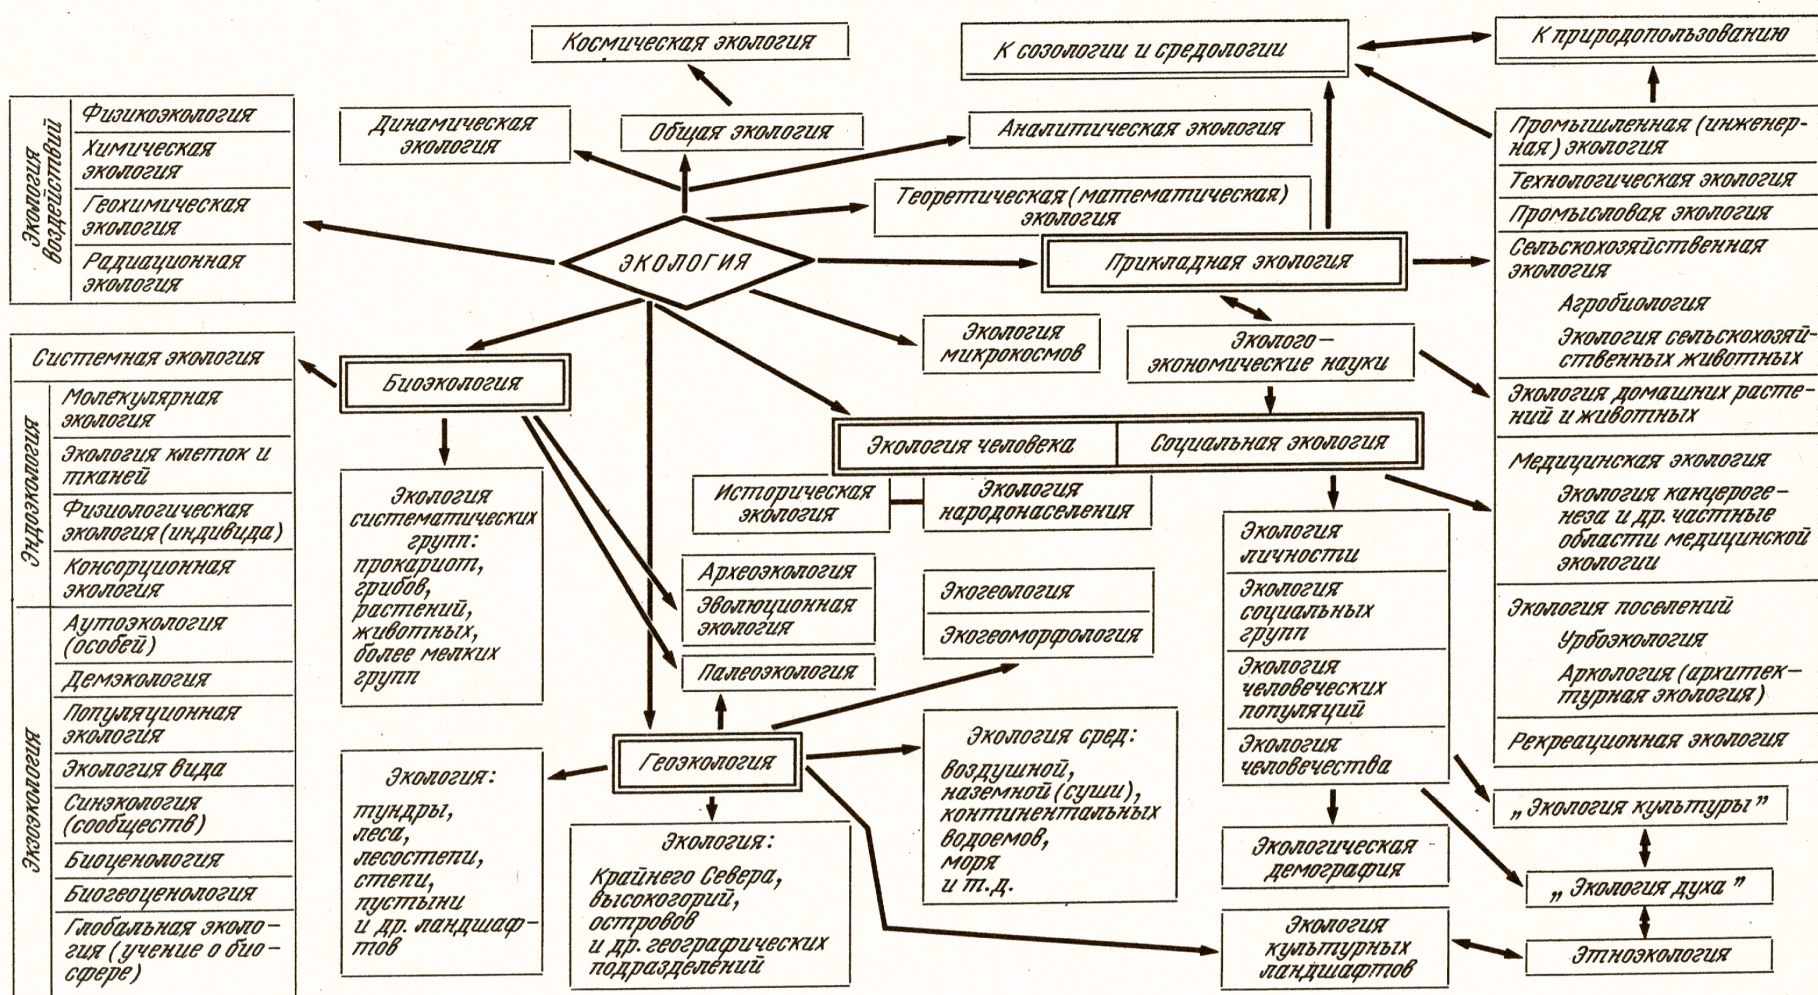 Космическая экология
К созологии и средологии
К природопользованию
Динамическая
экология
Общая экология
Аналитическая экология
Теоретическая (математическая)
экология
ЭКОЛОГИЯ
Прикладная экология
Экология
воздействий
Физикоэкология
Химическая
экология
Геохимическая
экология
Радиационная
экология
Системная экология
Эндоэкология
Молекулярная
экология
Экология клеток и
тканей
Физиологическая
экология (индивида)
Консорционная
экология
Экзоэкология
Аутоэкология
(особей)
Демэкология
Популяционная
экология
Экология вида
Синэкология
(сообществ)
Биоценология
Биогеоценология
Глобальная эколо-
гия (учение о био-
сфере)
Биоэкология
Экология
систематических
групп:
прокариот,
грибов,
растений,
животных,
более мелких
групп
Экология
микрокосмов
Эколого-
экономические науки
Экология человека
Социальная экология
Историческая
экология
Экология
народонаселения
Археоэкология
Эволюционная
экология
Палеоэкология
Экогеология
Экогеоморфология
Геоэкология
Экология:
тундры,
леса,
лесостепи,
степи,
пустыни
и др. ландшаф-
тов
Экология:
Крайнего Севера,
высокогорий,
островов
и др. географических
подразделений
Экология сред:
воздушной,
наземной (суши),
континентальных
водоемов,
моря
и т.д.
Экология
личности
Экология
социальных
групп
Экология
человеческих
популяций
Экология
человечества
Экологическая
демография
Экология
культурных
ландшафтов
Промышленная (инженер-
ная) экология
Технологическая экология
Промысловая экология
Сельскохозяйственная
экология
Агробиология
Экология сельскохозяй-
ственных животных
Экология домашних расте-
ний и животных
Медицинская экология
Экология канцероге-
неза и др. частные
области медицинской
экологии
Экология поселений
Урбоэкология
Аркология (архитек-
турная экология)
Рекреационная экология
„Экология культуры”
„Экология духа”
Этноэкология